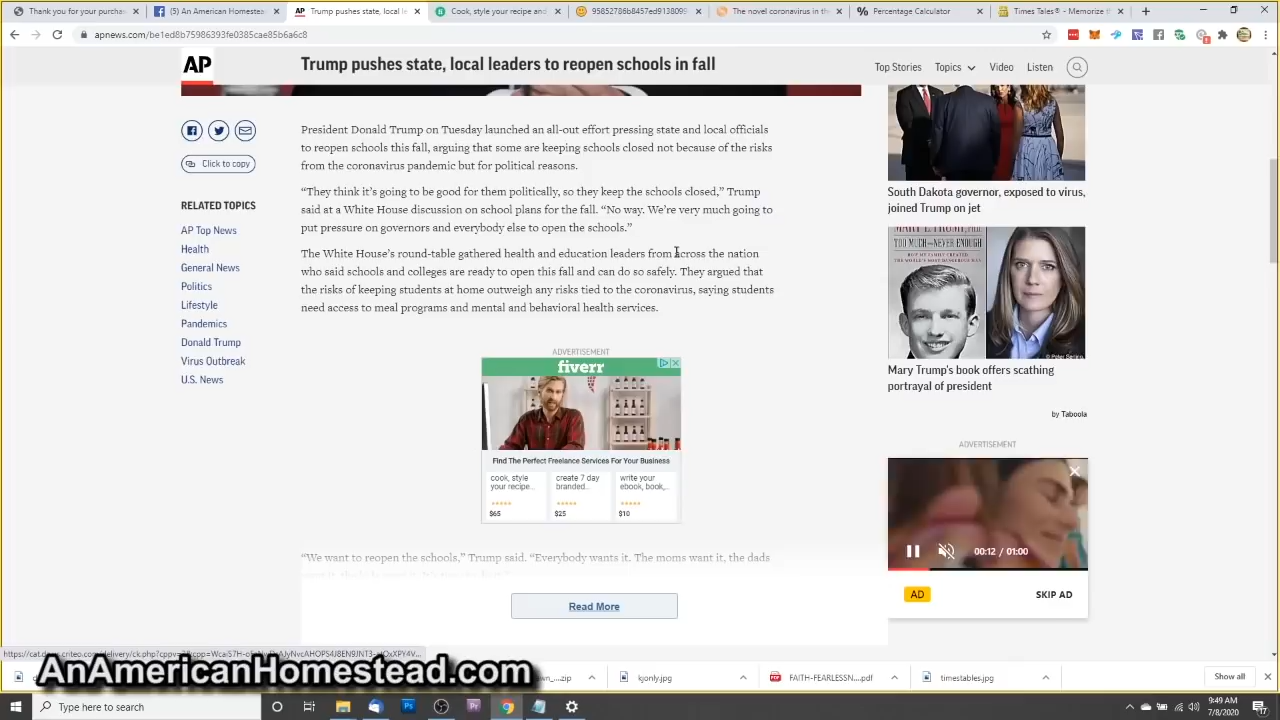 Thank you for your purchas
(5) An American Homestead
Trump pushes state, local le
Cook, style your recipe and
95852786b8457ed9138099
The novel coronavirus in the
Percentage Calculator
Times Tales® - Memorize th
apnews.com/be1ed8b75986393fe0385cae85b6a6c8
AP
Trump pushes state, local leaders to reopen schools in fall
Top Stories
Topics
Video
Listen
Click to copy
RELATED TOPICS
AP Top News
Health
General News
Politics
Lifestyle
Pandemics
Donald Trump
Virus Outbreak
U.S. News
President Donald Trump on Tuesday launched an all-out effort pressing state and local officials
to reopen schools this fall, arguing that some are keeping schools closed not because of the risks
from the coronavirus pandemic but for political reasons.
“They think it’s going to be good for them politically, so they keep the schools closed,” Trump
said at a White House discussion on school plans for the fall. “No way. We’re very much going to
put pressure on governors and everybody else to open the schools.”
The White House’s round-table gathered health and education leaders from across the nation
who said schools and colleges are ready to open this fall and can do so safely. They argued that
the risks of keeping students at home outweigh any risks tied to the coronavirus, saying students
need access to meal programs and mental and behavioral health services.
ADVERTISEMENT
fiverr
Find The Perfect Freelance Services For Your Business
cook, style
your recipe...
$65
create 7 day
branded...
$25
write your
ebook, book,...
$10
“We want to reopen the schools,” Trump said. “Everybody wants it. The moms want it, the dads
Read More
South Dakota governor, exposed to virus,
joined Trump on jet
MARY L. TRUMP
TOO MUCH and NEVER ENOUGH
© Peter Serling
Mary Trump’s book offers scathing
portrayal of president
by Taboola
ADVERTISEMENT
00:12 / 01:00
AD
SKIP AD
AnAmericanHomestead.com
.zip
kjonly.jpg
FAITH-FEARLESSN....pdf
timestables.jpg
Show all
Type here to search
9:49 AM
7/8/2020